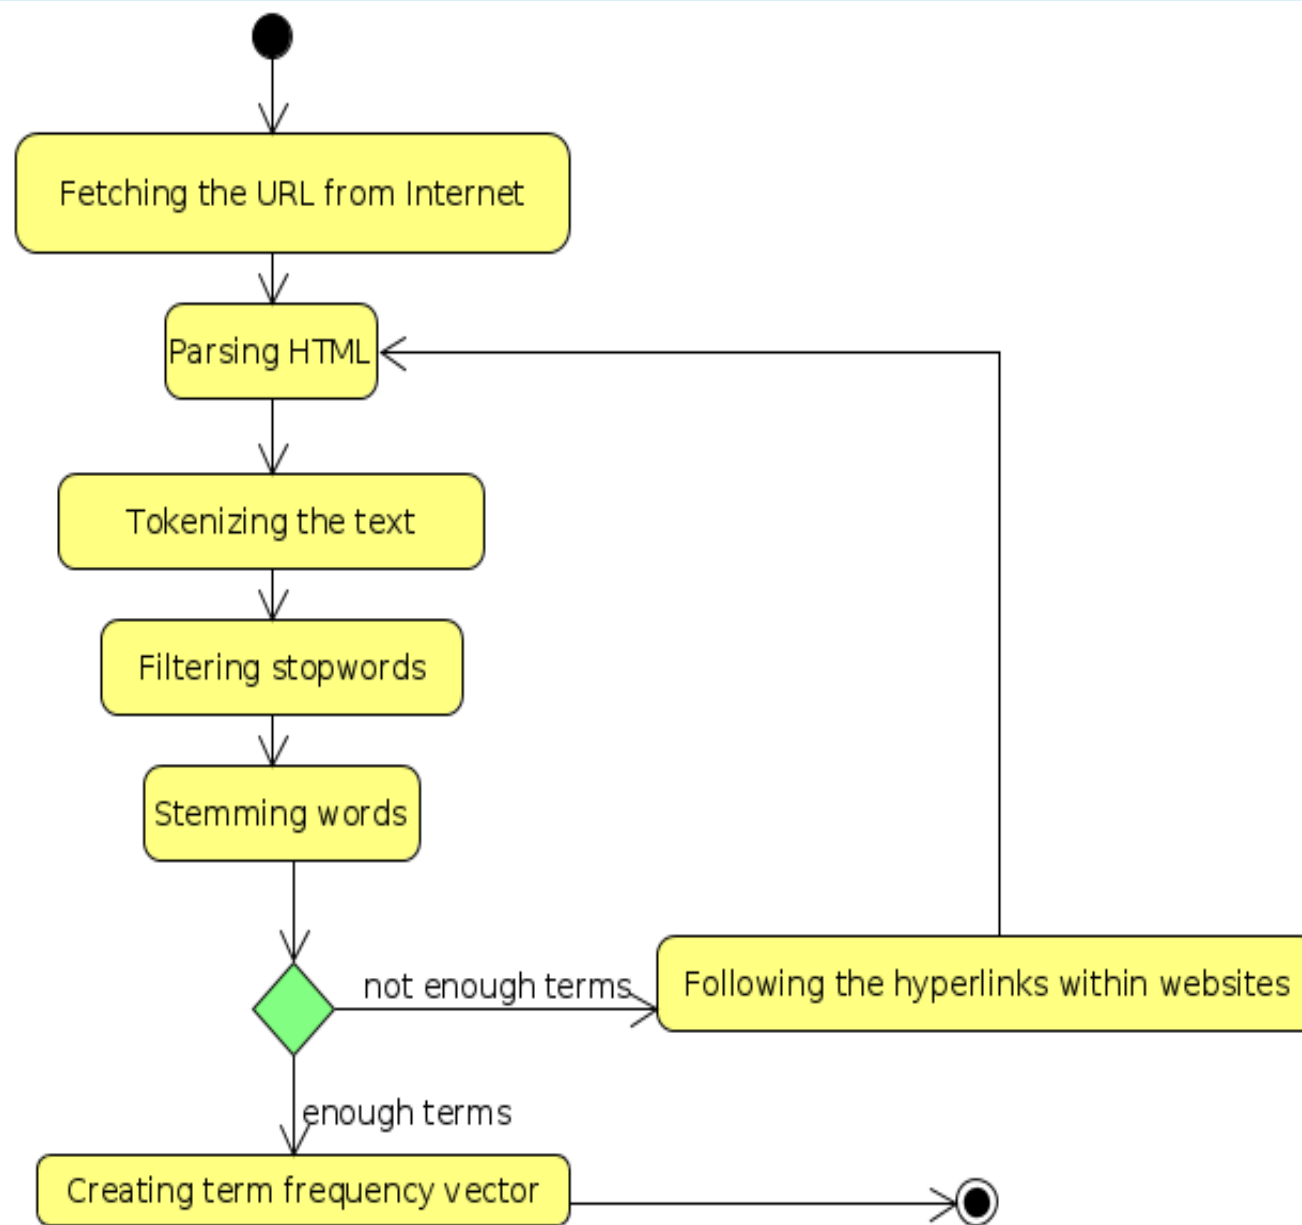 Fetching the URL from Internet
Parsing HTML
Tokenizing the text
Filtering stopwords
Stemming words
not enough terms
Following the hyperlinks within websites
enough terms
Creating term frequency vector